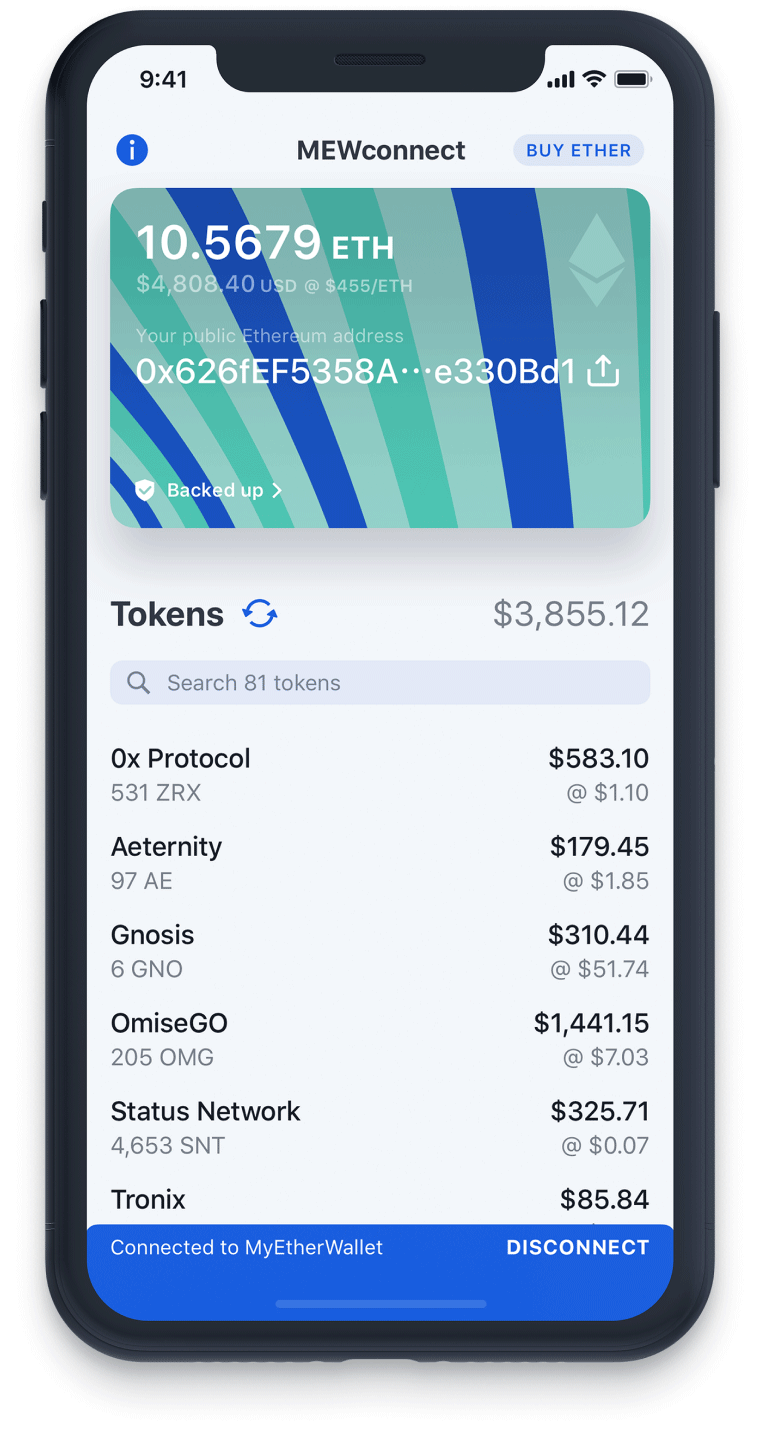 9:41
MEWconnect
BUY ETHER
10.5679 ETH
$4,808.40 USD @ $455/ETH
Your public Ethereum address
0x626fEF5358A···e330Bd1
Backed up
Tokens
$3,855.12
Search 81 tokens
0x Protocol
$583.10
531 ZRX
@ $1.10
Aeternity
$179.45
97 AE
@ $1.85
Gnosis
$310.44
6 GNO
@ $51.74
OmiseGO
$1,441.15
205 OMG
@ $7.03
Status Network
$325.71
4,653 SNT
@ $0.07
Tronix
$85.84
Connected to MyEtherWallet
DISCONNECT